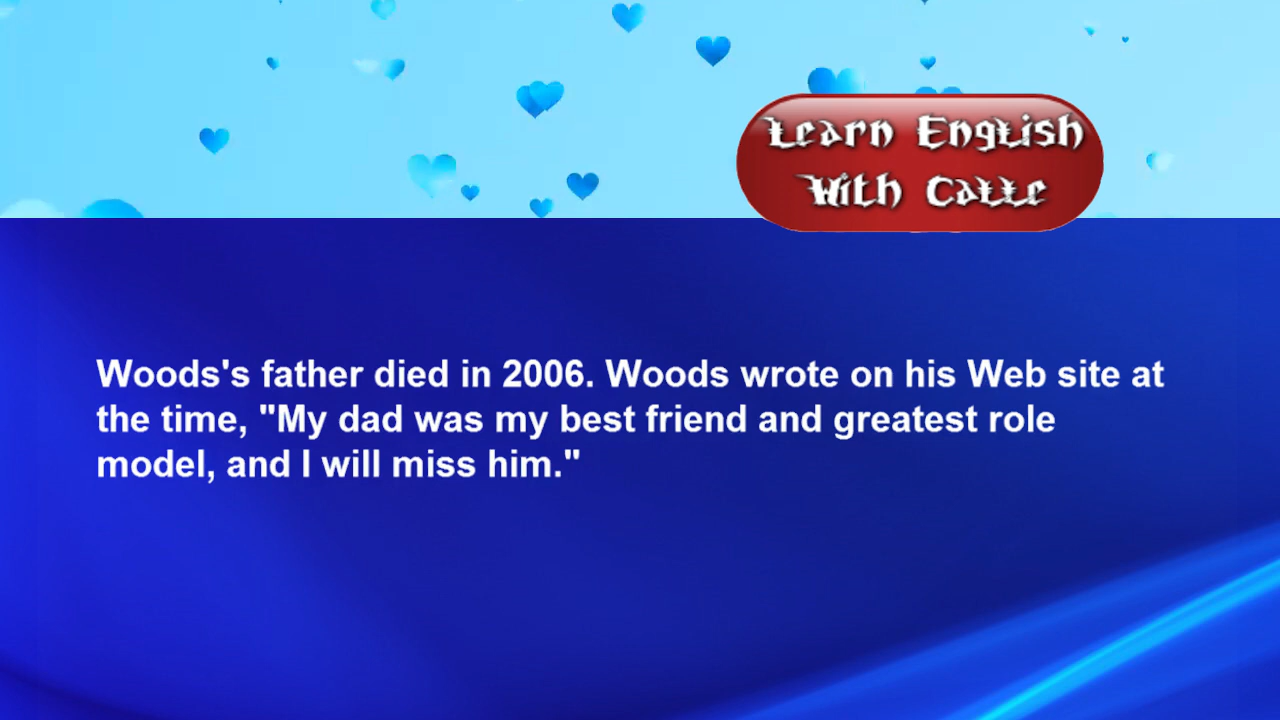 Learn English
With Catte
Woods's father died in 2006. Woods wrote on his Web site at
the time, "My dad was my best friend and greatest role
model, and I will miss him."